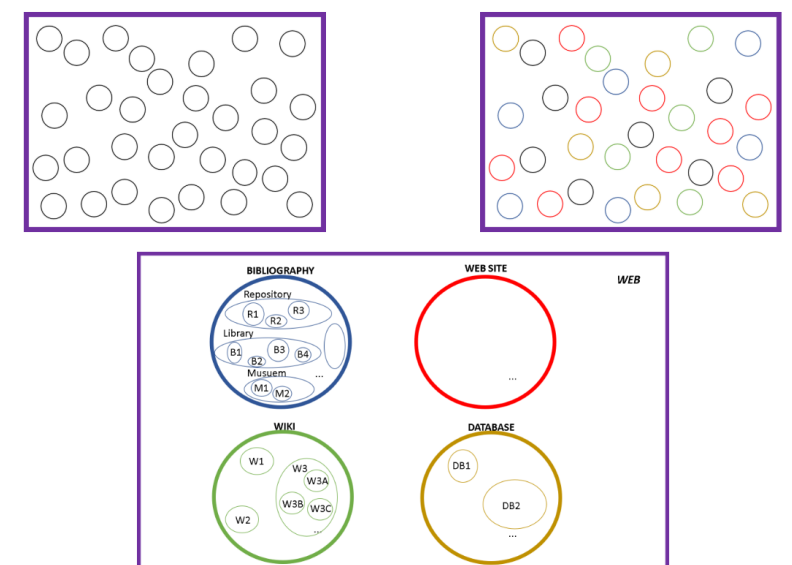 BIBLIOGRAPHY
WEB SITE
WEB
Repository
R1 R2 R3
Library
B1 B2 B3 B4
Musuem
...
M1 M2
...
WIKI
DATABASE
W1
W3
W3A
W3B W3C
W2
...
DB1
DB2
...